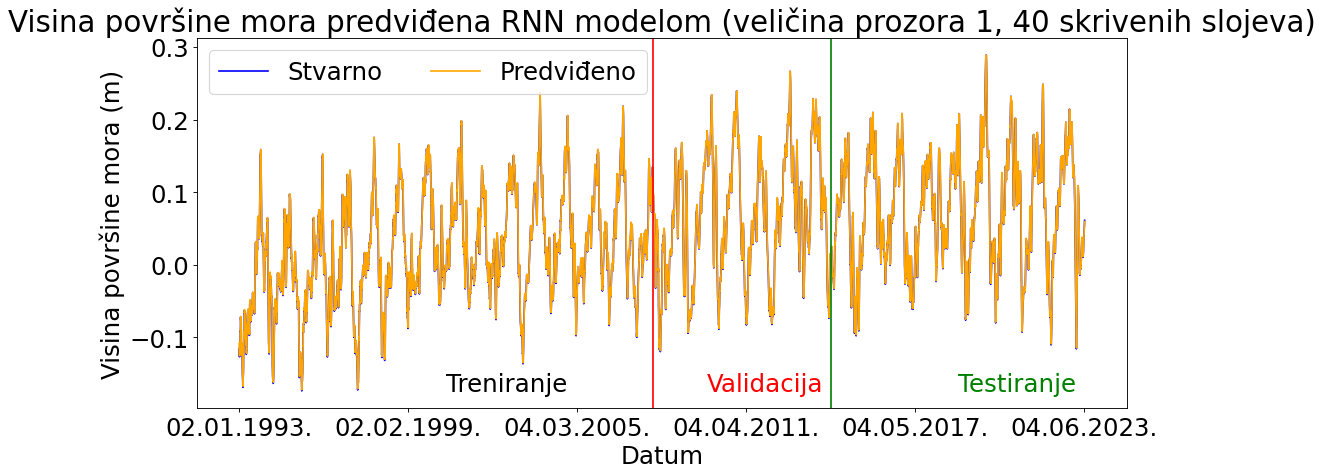 Visina površine mora predviđena RNN modelom (veličina prozora 1, 40 skrivenih slojeva)
Stvarno
Predviđeno
Visina površine mora (m)
0.3
0.2
0.1
0.0
−0.1
Treniranje
Validacija
Testiranje
02.01.1993.
02.02.1999.
04.03.2005.
04.04.2011.
04.05.2017.
04.06.2023.
Datum